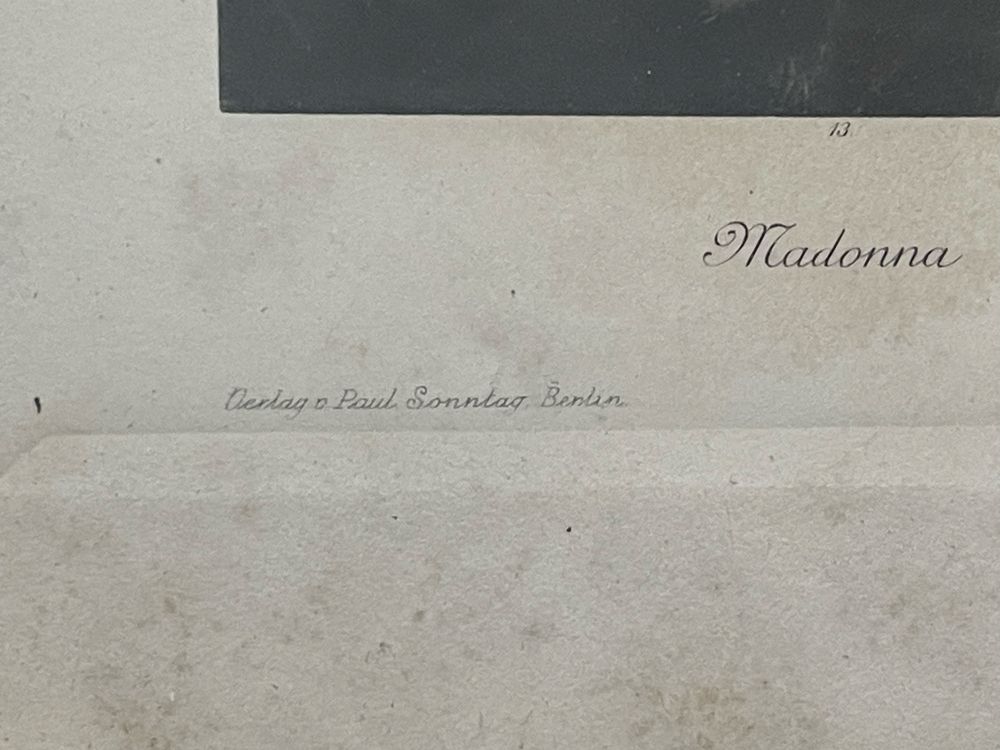 13.
Madonna
Verlag v. Paul Sonntag, Berlin.